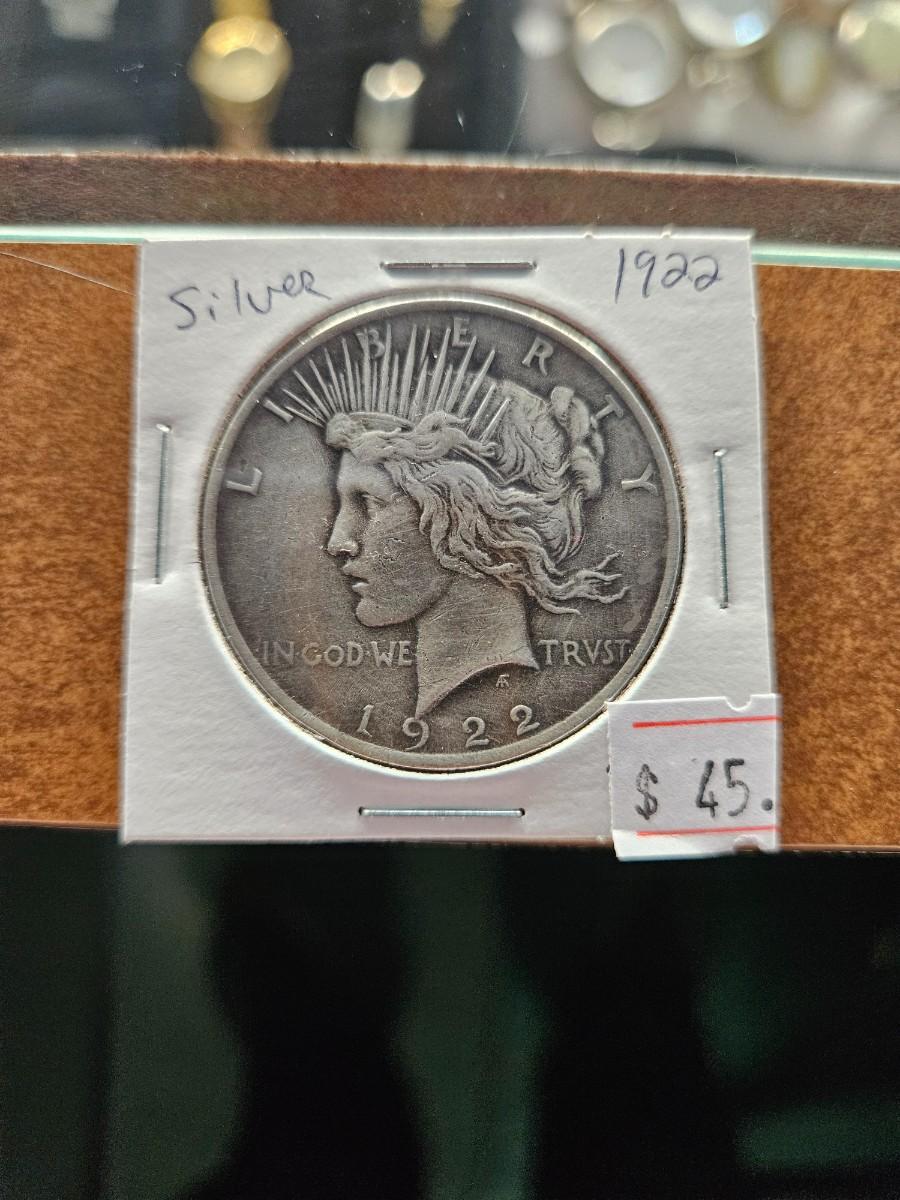 Silver
1922
LIBERTY
IN GOD WE TRVST
1922
$ 45.